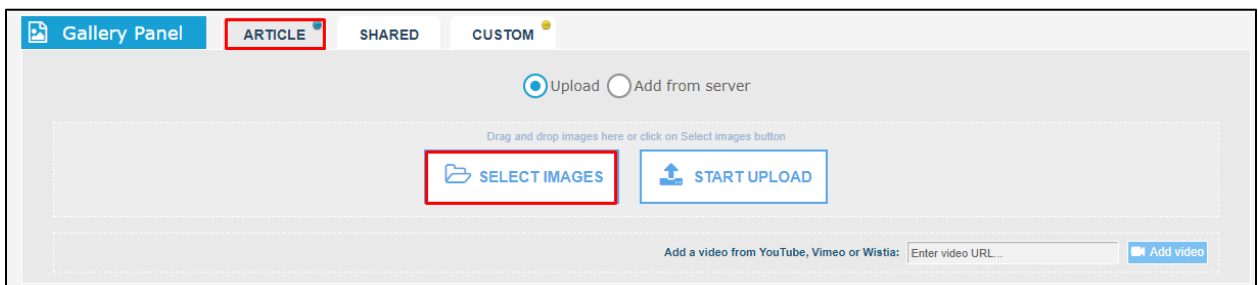 Gallery Panel ARTICLE SHARED CUSTOM
Upload Add from server
Drag and drop images here or click on Select images button
SELECT IMAGES START UPLOAD
Add a video from YouTube, Vimeo or Wistia: Enter video URL... Add video